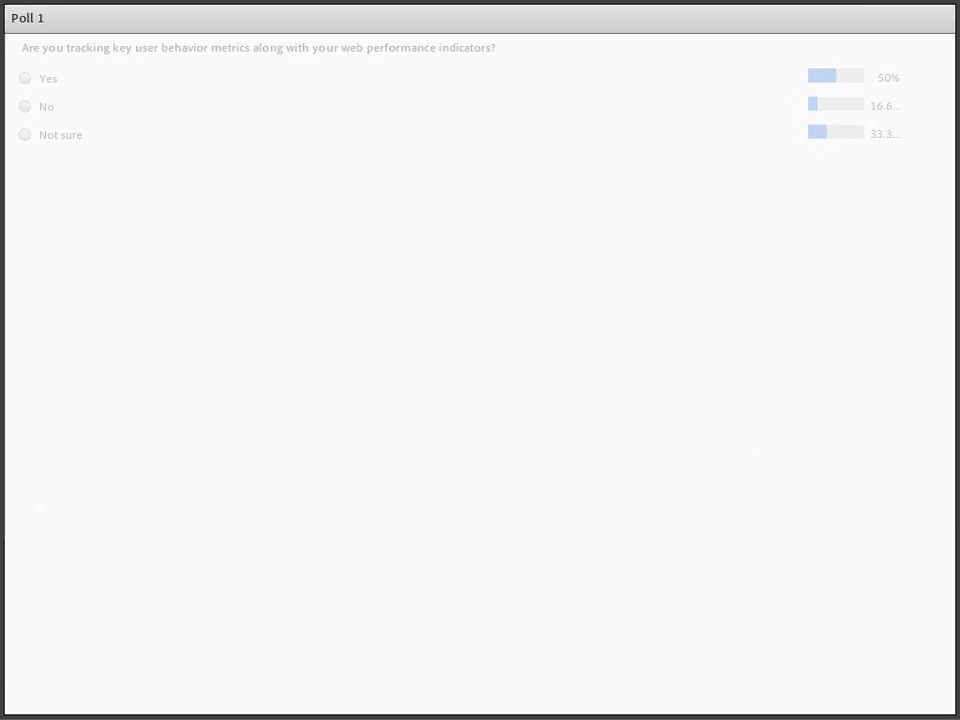 Poll 1
Are you tracking key user behavior metrics along with your web performance indicators?
Yes 50%
No 16.6...
Not sure 33.3...